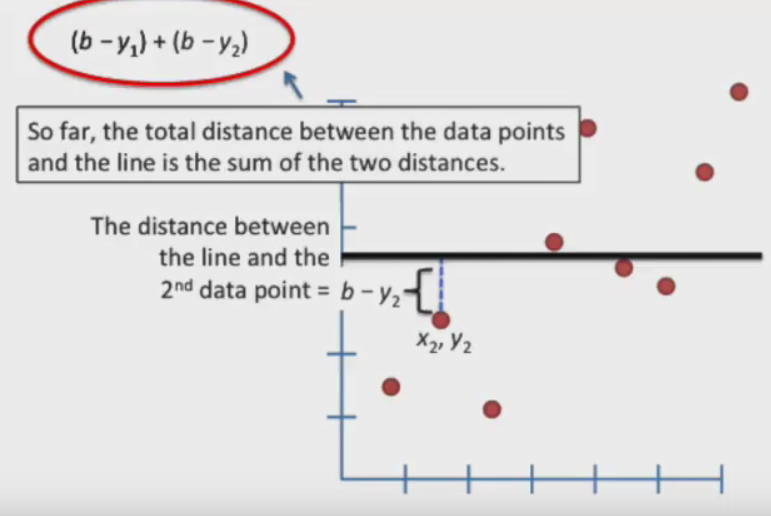 (b – y₁) + (b – y₂)
So far, the total distance between the data points
and the line is the sum of the two distances.
The distance between
the line and the
2nd data point = b – y₂
x₂, y₂